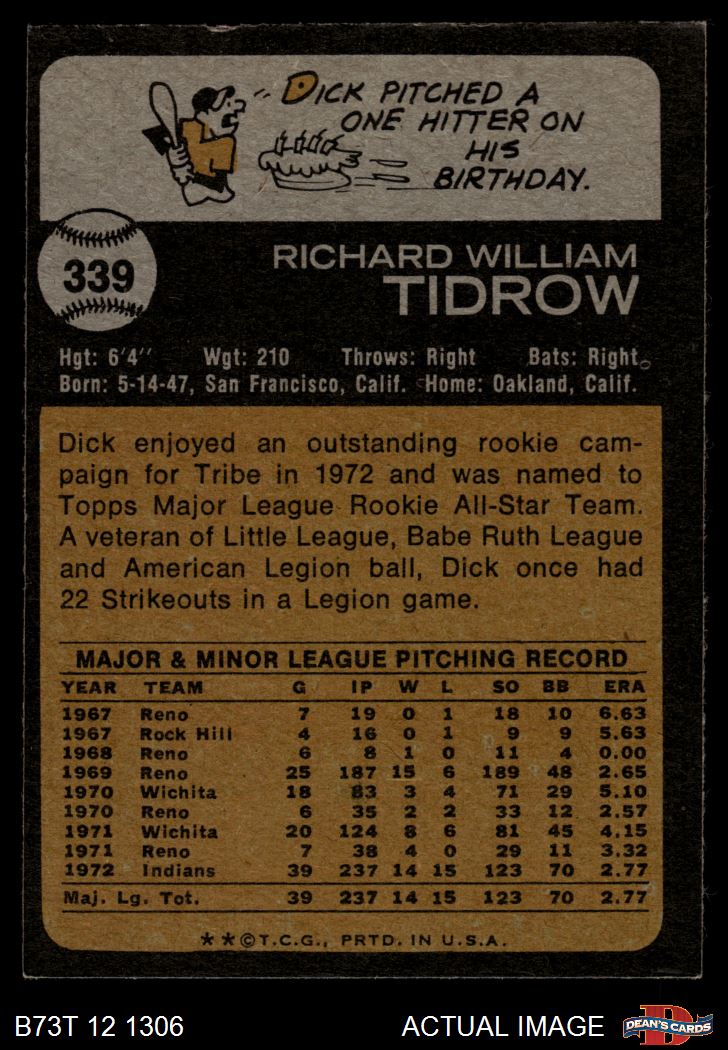 DICK PITCHED A
ONE HITTER ON
HIS
BIRTHDAY.
339
RICHARD WILLIAM
TIDROW
Hgt: 6'4" Wgt: 210 Throws: Right Bats: Right
Born: 5-14-47, San Francisco, Calif. Home: Oakland, Calif.
Dick enjoyed an outstanding rookie cam-
paign for Tribe in 1972 and was named to
Topps Major League Rookie All-Star Team.
A veteran of Little League, Babe Ruth League
and American Legion ball, Dick once had
22 Strikeouts in a Legion game.
MAJOR & MINOR LEAGUE PITCHING RECORD
YEAR TEAM G IP W L SO BB ERA
1967 Reno 7 19 0 1 18 10 6.63
1967 Rock Hill 4 16 0 1 9 9 5.63
1968 Reno 6 8 1 0 11 4 0.00
1969 Reno 25 187 15 6 189 48 2.65
1970 Wichita 18 83 3 4 71 29 5.10
1970 Reno 6 35 2 2 33 12 2.57
1971 Wichita 20 124 8 6 81 45 4.15
1971 Reno 7 38 4 0 29 11 3.32
1972 Indians 39 237 14 15 123 70 2.77
Maj. Lg. Tot. 39 237 14 15 123 70 2.77
★★©T.C.G., PRTD. IN U.S.A.
B73T 12 1306 ACTUAL IMAGE D DEAN'S CARDS